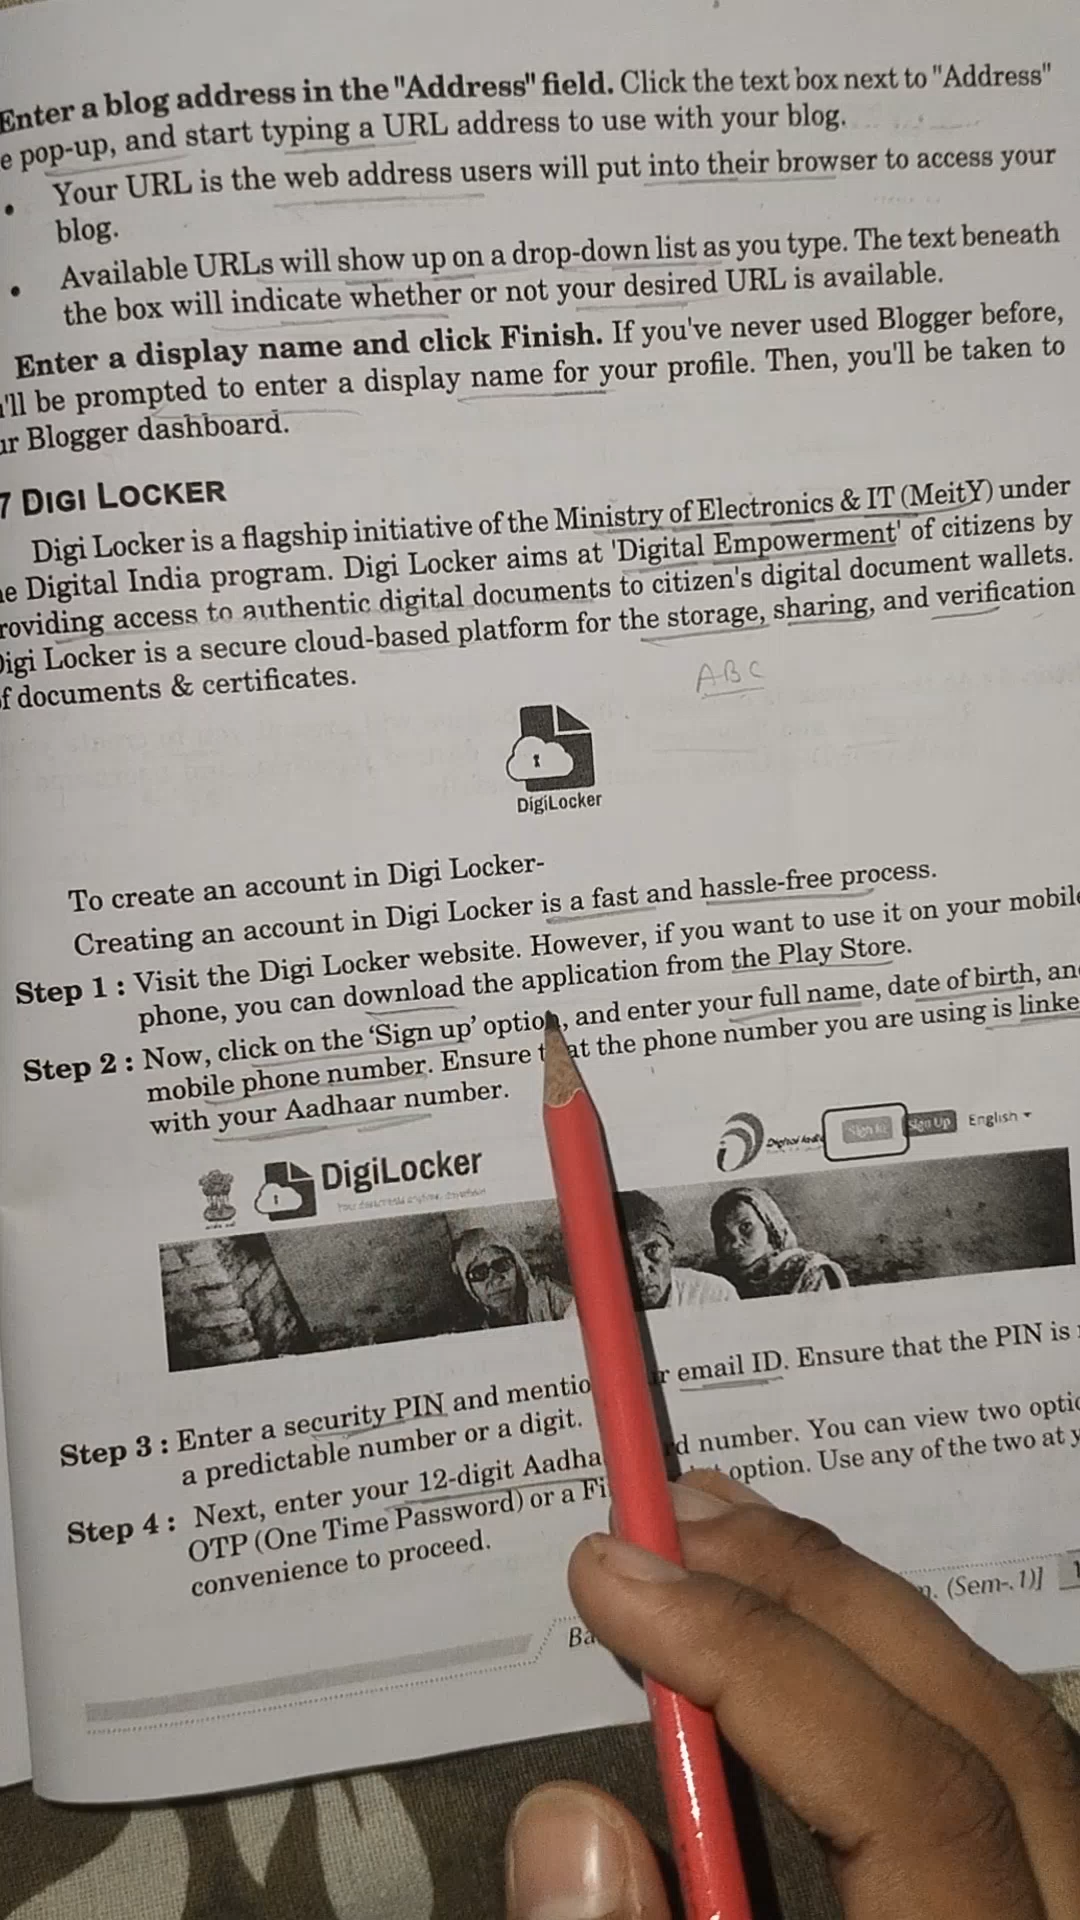 Enter a blog address in the "Address" field. Click the text box next to "Address"
pop-up, and start typing a URL address to use with your blog.
• Your URL is the web address users will put into their browser to access your
blog.
• Available URLs will show up on a drop-down list as you type. The text beneath
the box will indicate whether or not your desired URL is available.
Enter a display name and click Finish. If you've never used Blogger before,
'll be prompted to enter a display name for your profile. Then, you'll be taken to
ur Blogger dashboard.
7 DIGI LOCKER
Digi Locker is a flagship initiative of the Ministry of Electronics & IT (MeitY) under
e Digital India program. Digi Locker aims at 'Digital Empowerment' of citizens by
roviding access to authentic digital documents to citizen's digital document wallets.
Digi Locker is a secure cloud-based platform for the storage, sharing, and verification
f documents & certificates.
ABC
DigiLocker
To create an account in Digi Locker-
Creating an account in Digi Locker is a fast and hassle-free process.
Step 1 : Visit the Digi Locker website. However, if you want to use it on your mobile
phone, you can download the application from the Play Store.
Step 2 : Now, click on the 'Sign up' option, and enter your full name, date of birth, an
mobile phone number. Ensure t at the phone number you are using is linke
with your Aadhaar number.
DigiLocker
Digital India Sign In Sign Up English
Step 3 : Enter a security PIN and mentio r email ID. Ensure that the PIN is
a predictable number or a digit.
Step 4 : Next, enter your 12-digit Aadha rd number. You can view two optio
OTP (One Time Password) or a Fi option. Use any of the two at y
convenience to proceed.
Ba (Sem-.1)] 1